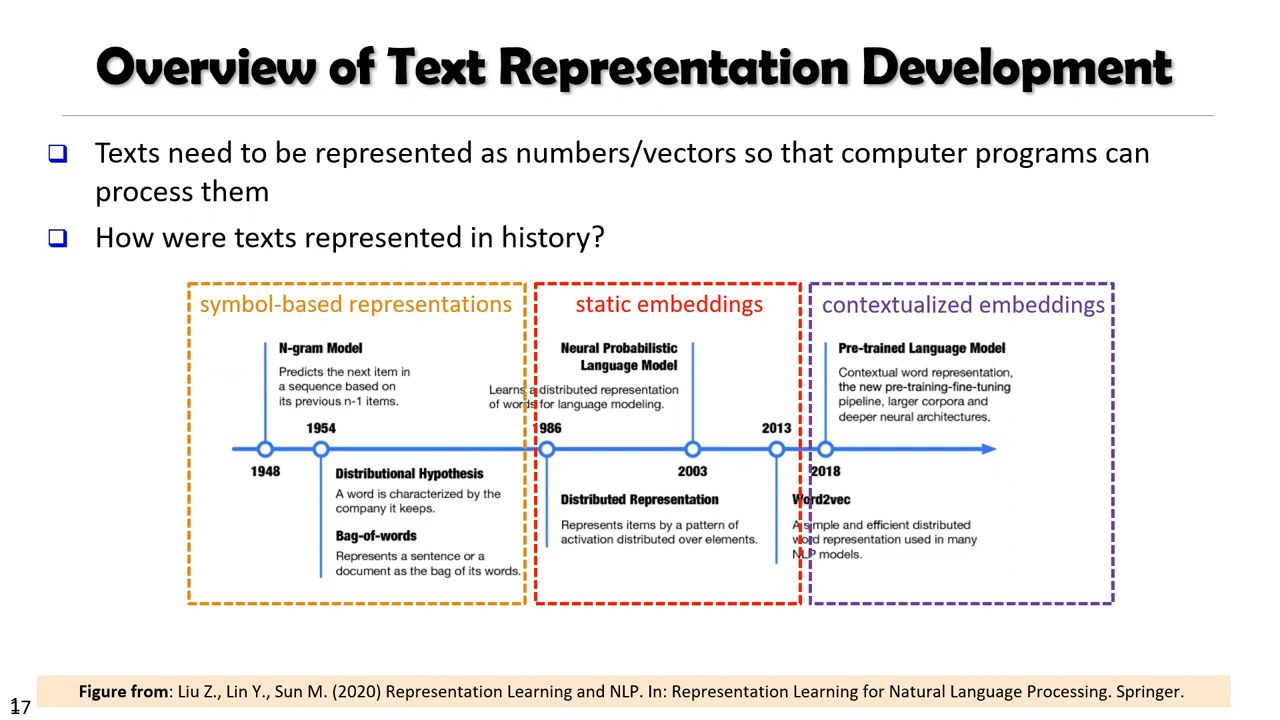 Overview of Text Representation Development
Texts need to be represented as numbers/vectors so that computer programs can
process them
How were texts represented in history?
symbol-based representations
static embeddings
contextualized embeddings
N-gram Model
Predicts the next item in
a sequence based on
its previous n-1 items.
Neural Probabilistic
Language Model
Learns a distributed representation
of words for language modeling.
Pre-trained Language Model
Contextual word representation,
the new pre-training-fine-tuning
pipeline, larger corpora and
deeper neural architectures.
1954
1986
2013
1948
2003
2018
Distributional Hypothesis
A word is characterized by the
company it keeps.
Bag-of-words
Represents a sentence or a
document as the bag of its words.
Distributed Representation
Represents items by a pattern of
activation distributed over elements.
Word2vec
A simple and efficient distributed
word representation used in many
NLP models.
Figure from: Liu Z., Lin Y., Sun M. (2020) Representation Learning and NLP. In: Representation Learning for Natural Language Processing. Springer.
17